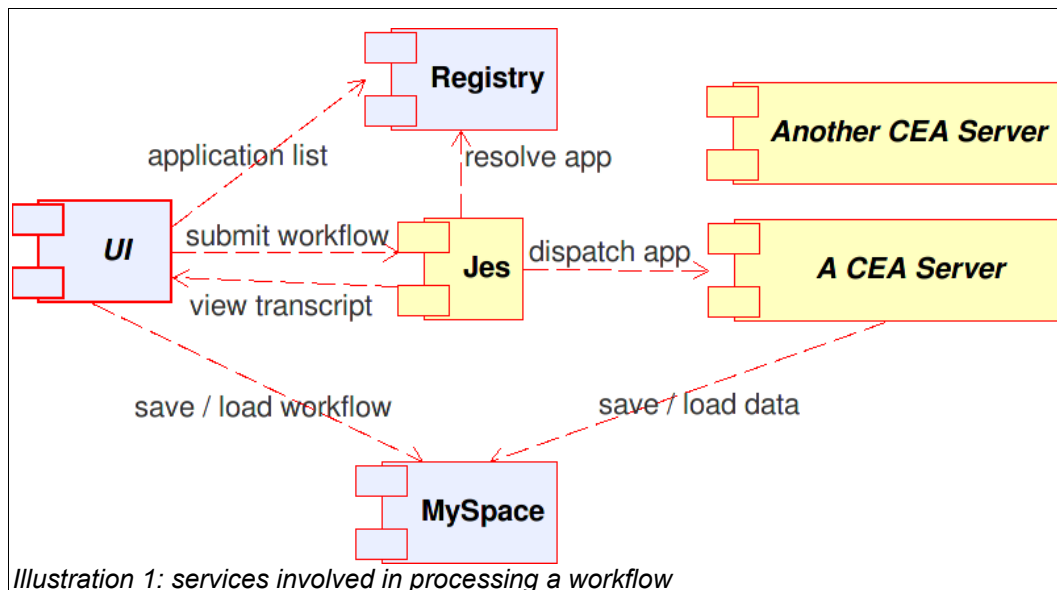 Registry
Another CEA Server
application list
resolve app
UI
submit workflow
Jes
dispatch app
A CEA Server
view transcript
save / load workflow
save / load data
MySpace
Illustration 1: services involved in processing a workflow